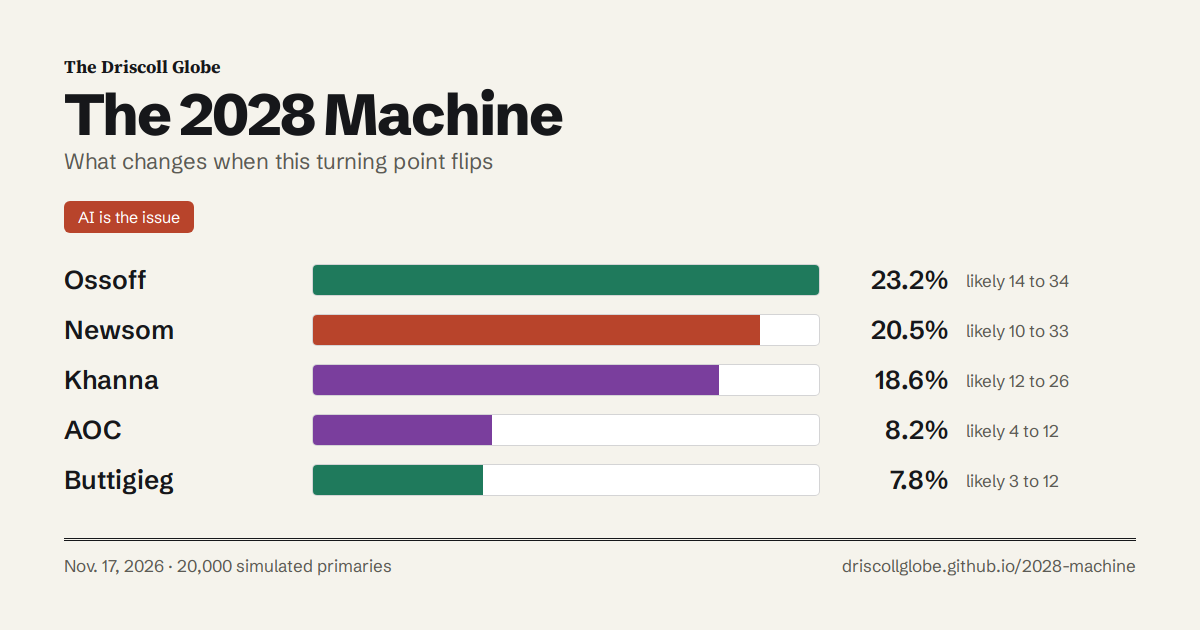 The Driscoll Globe
The 2028 Machine
What changes when this turning point flips
AI is the issue
Ossoff 23.2% likely 14 to 34
Newsom 20.5% likely 10 to 33
Khanna 18.6% likely 12 to 26
AOC 8.2% likely 4 to 12
Buttigieg 7.8% likely 3 to 12
Nov. 17, 2026 · 20,000 simulated primaries driscollglobe.github.io/2028-machine